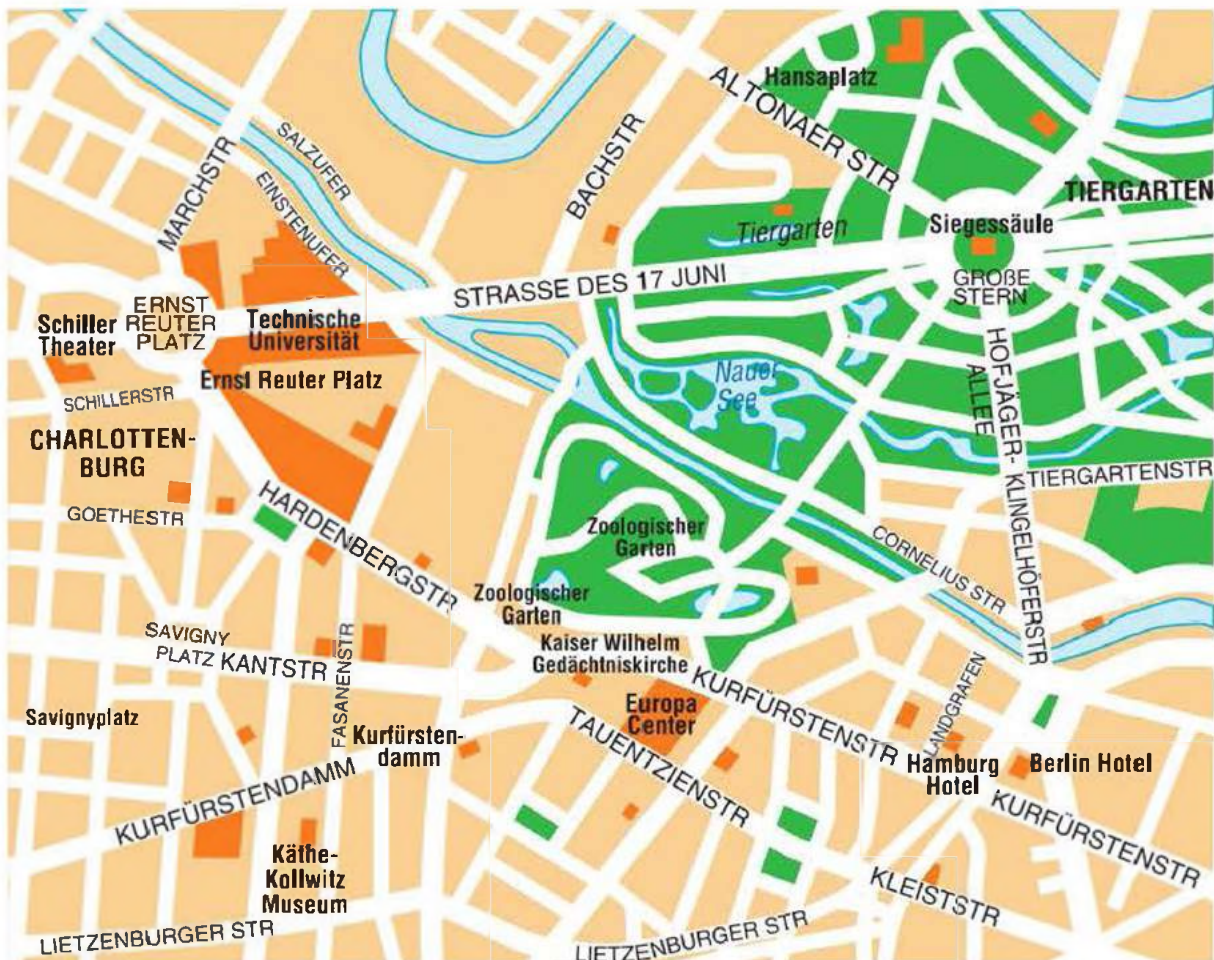 Hansaplatz
ALTONAER STR
SALZUFER
BACHSTR
MARCHSTR
EINSTENUFER
TIERGARTEN
Tiergarten
Siegessäule
STRASSE DES 17 JUNI
GROßE
STERN
ERNST
REUTER
PLATZ
Schiller
Theater
Technische
Universität
Ernst Reuter Platz
HOFJÄGER-
ALLEE
Nauer
See
SCHILLERSTR
CHARLOTTEN-
BURG
TIERGARTENSTR
KLINGELHÖFERSTR
GOETHESTR
HARDENBERGSTR
Zoologischer
Garten
CORNELIUS STR
Zoologischer
Garten
SAVIGNY
PLATZ
KANTSTR
FASANENSTR
Kaiser Wilhelm
Gedächtniskirche
KURFÜRSTENSTR
LANDGRAFEN
Savignyplatz
Europa
Center
TAUENTZIENSTR
Kurfürsten-
damm
Hamburg
Hotel
Berlin Hotel
KURFÜRSTENDAMM
KURFÜRSTENSTR
Käthe-
Kollwitz
Museum
KLEISTSTR
LIETZENBURGER STR
LIETZENBURGER STR